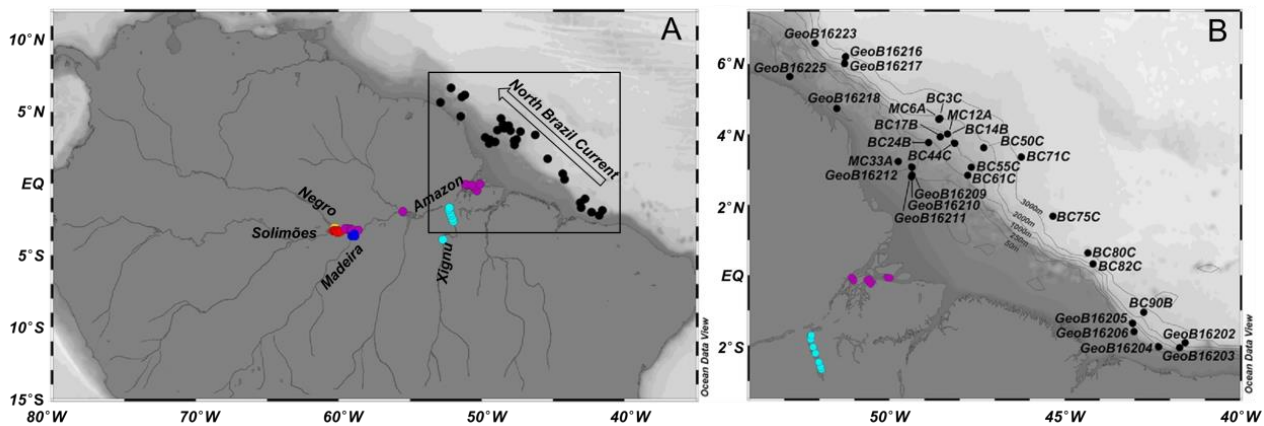 A
10°N
5°N
EQ
5°S
10°S
15°S
80°W
70°W
60°W
50°W
40°W
North Brazil Current
Amazon
Negro
Solimões
Madeira
Xignu
Ocean Data View
B
6°N
4°N
2°N
EQ
2°S
50°W
45°W
40°W
GeoB16223
GeoB16216
GeoB16217
GeoB16225
GeoB16218
BC3C
MC6A
MC12A
BC17B
BC14B
BC24B
BC50C
BC44C
BC71C
MC33A
BC55C
GeoB16212
BC61C
GeoB16209
GeoB16210
GeoB16211
3000m
2000m
1000m
250m
50m
BC75C
BC80C
BC82C
BC90B
GeoB16205
GeoB16206
GeoB16202
GeoB16204
GeoB16203
Ocean Data View